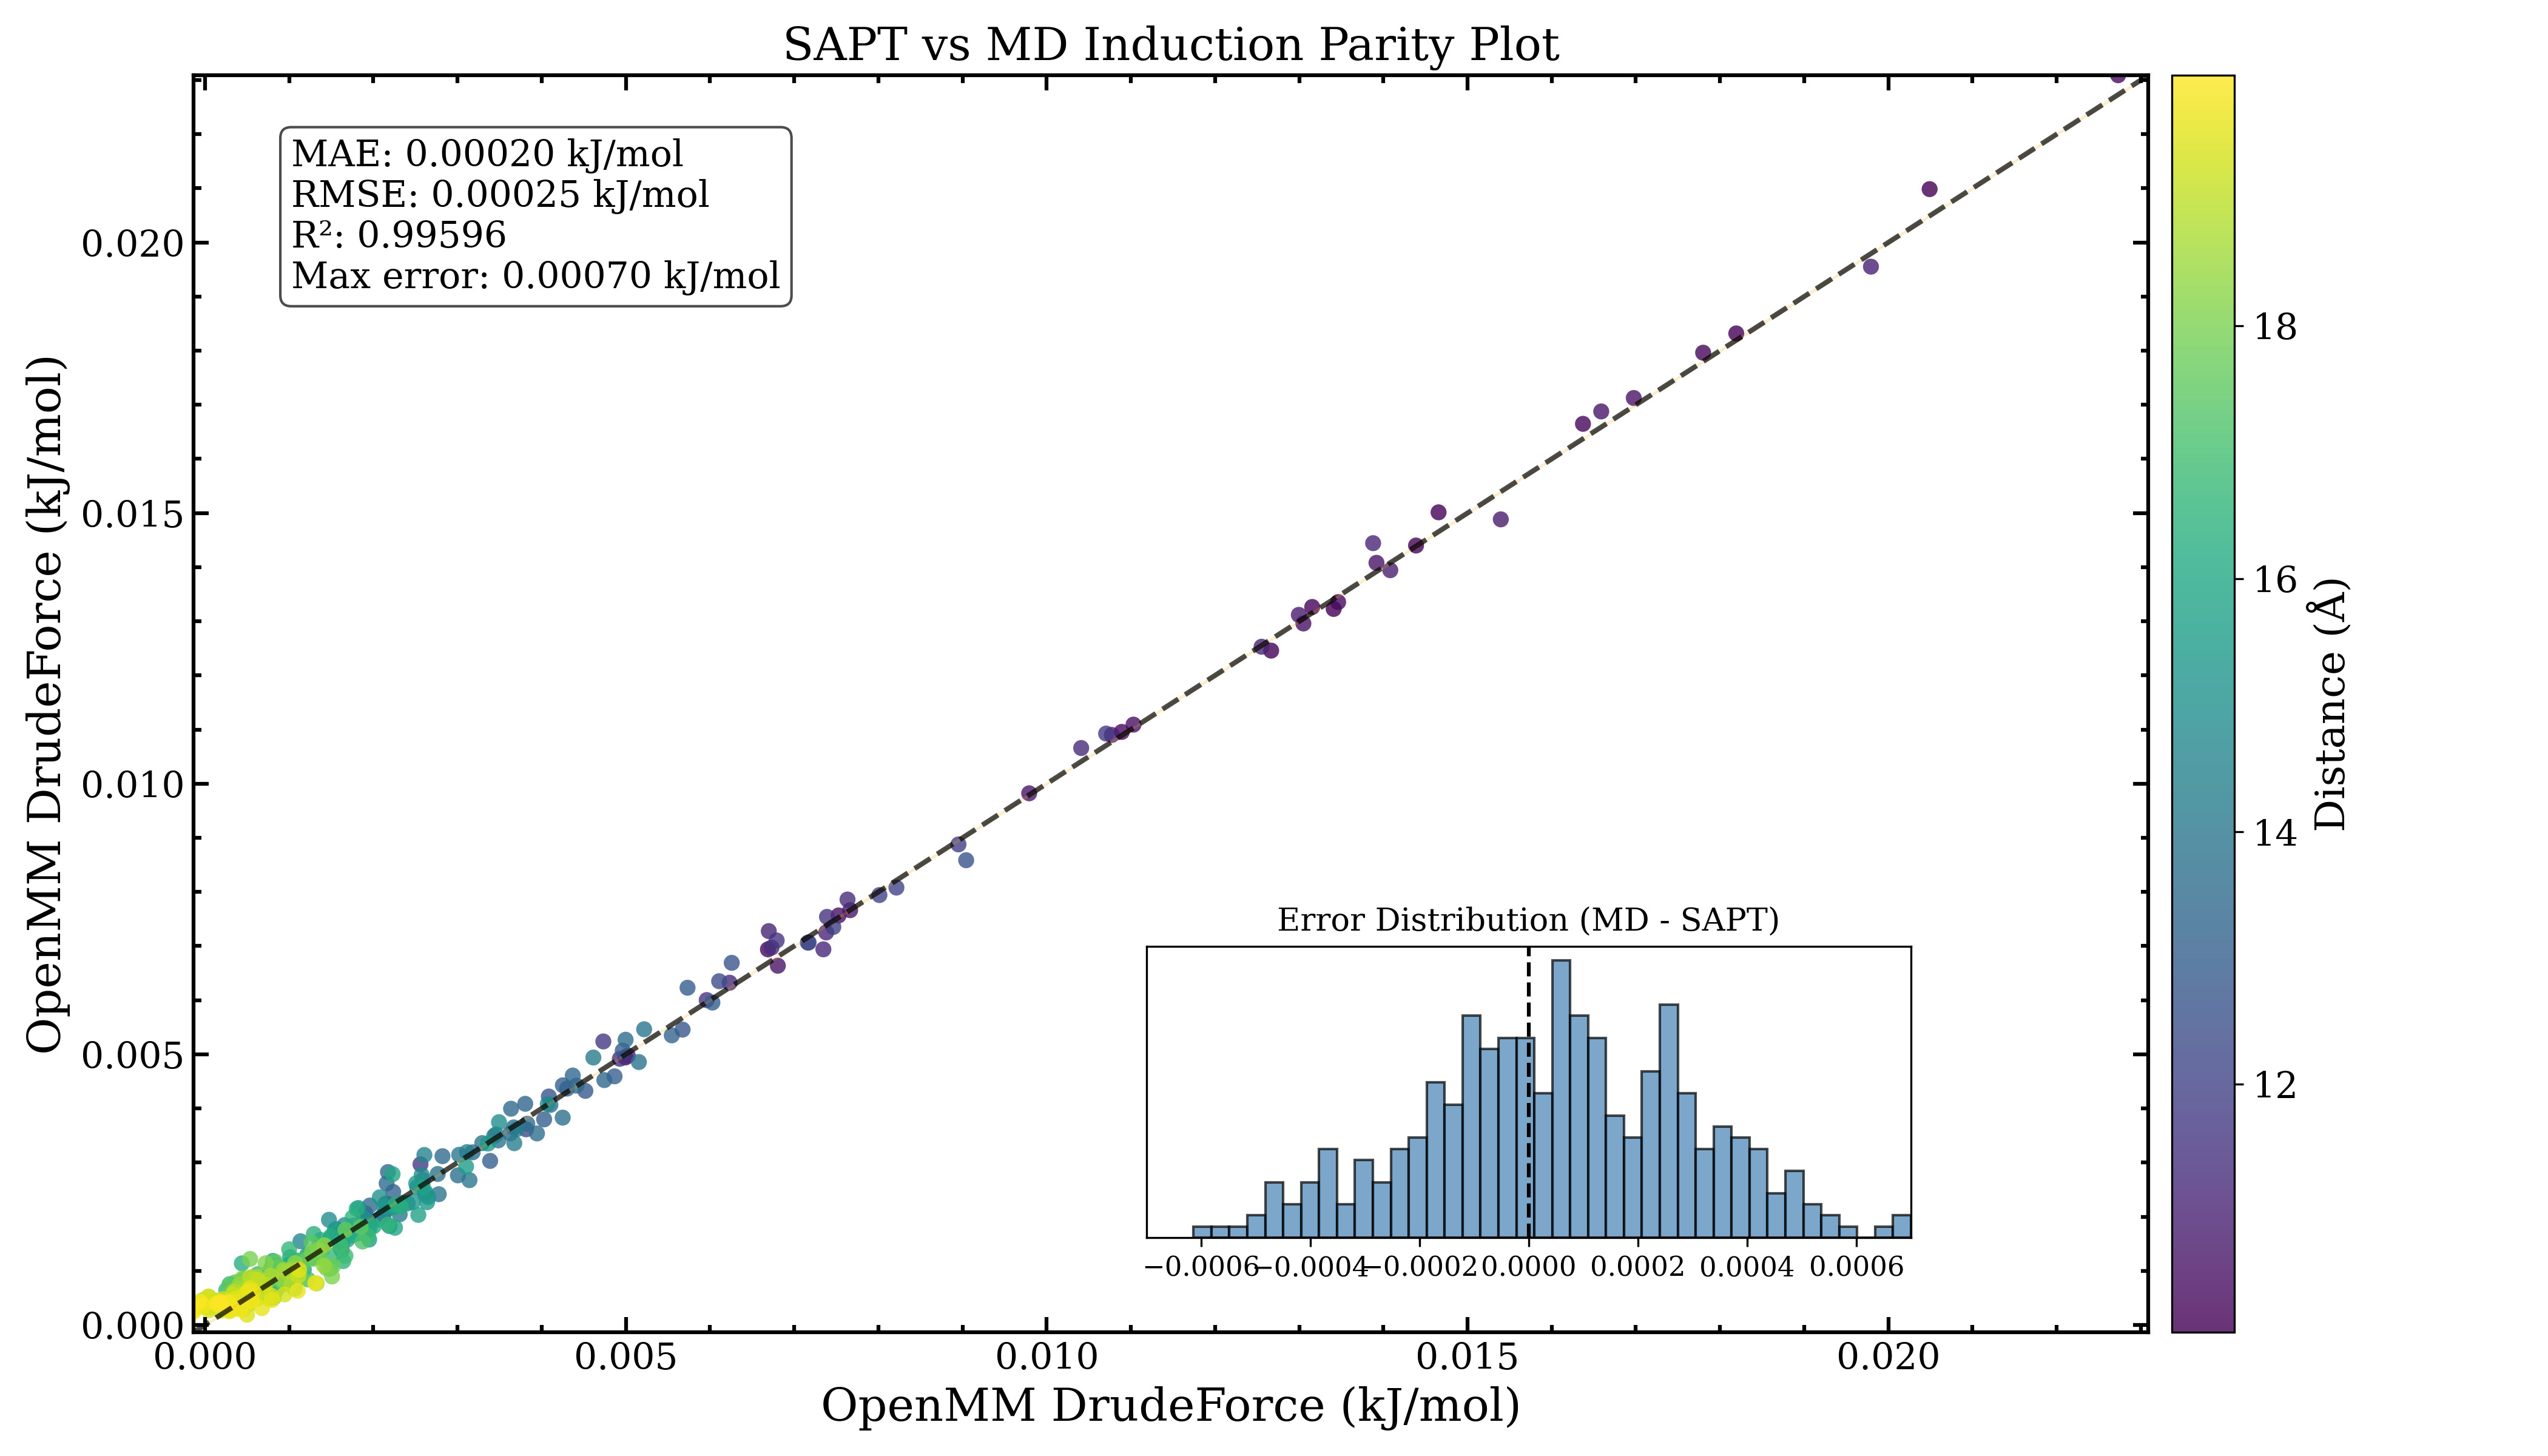 SAPT vs MD Induction Parity Plot
MAE: 0.00020 kJ/mol
RMSE: 0.00025 kJ/mol
R²: 0.99596
Max error: 0.00070 kJ/mol
OpenMM DrudeForce (kJ/mol)
0.020
0.015
0.010
0.005
0.000
Error Distribution (MD - SAPT)
−0.0006 −0.0004 −0.0002 0.0000 0.0002 0.0004 0.0006
0.000 0.005 0.010 0.015 0.020
OpenMM DrudeForce (kJ/mol)
18
16
14
12
Distance (Å)